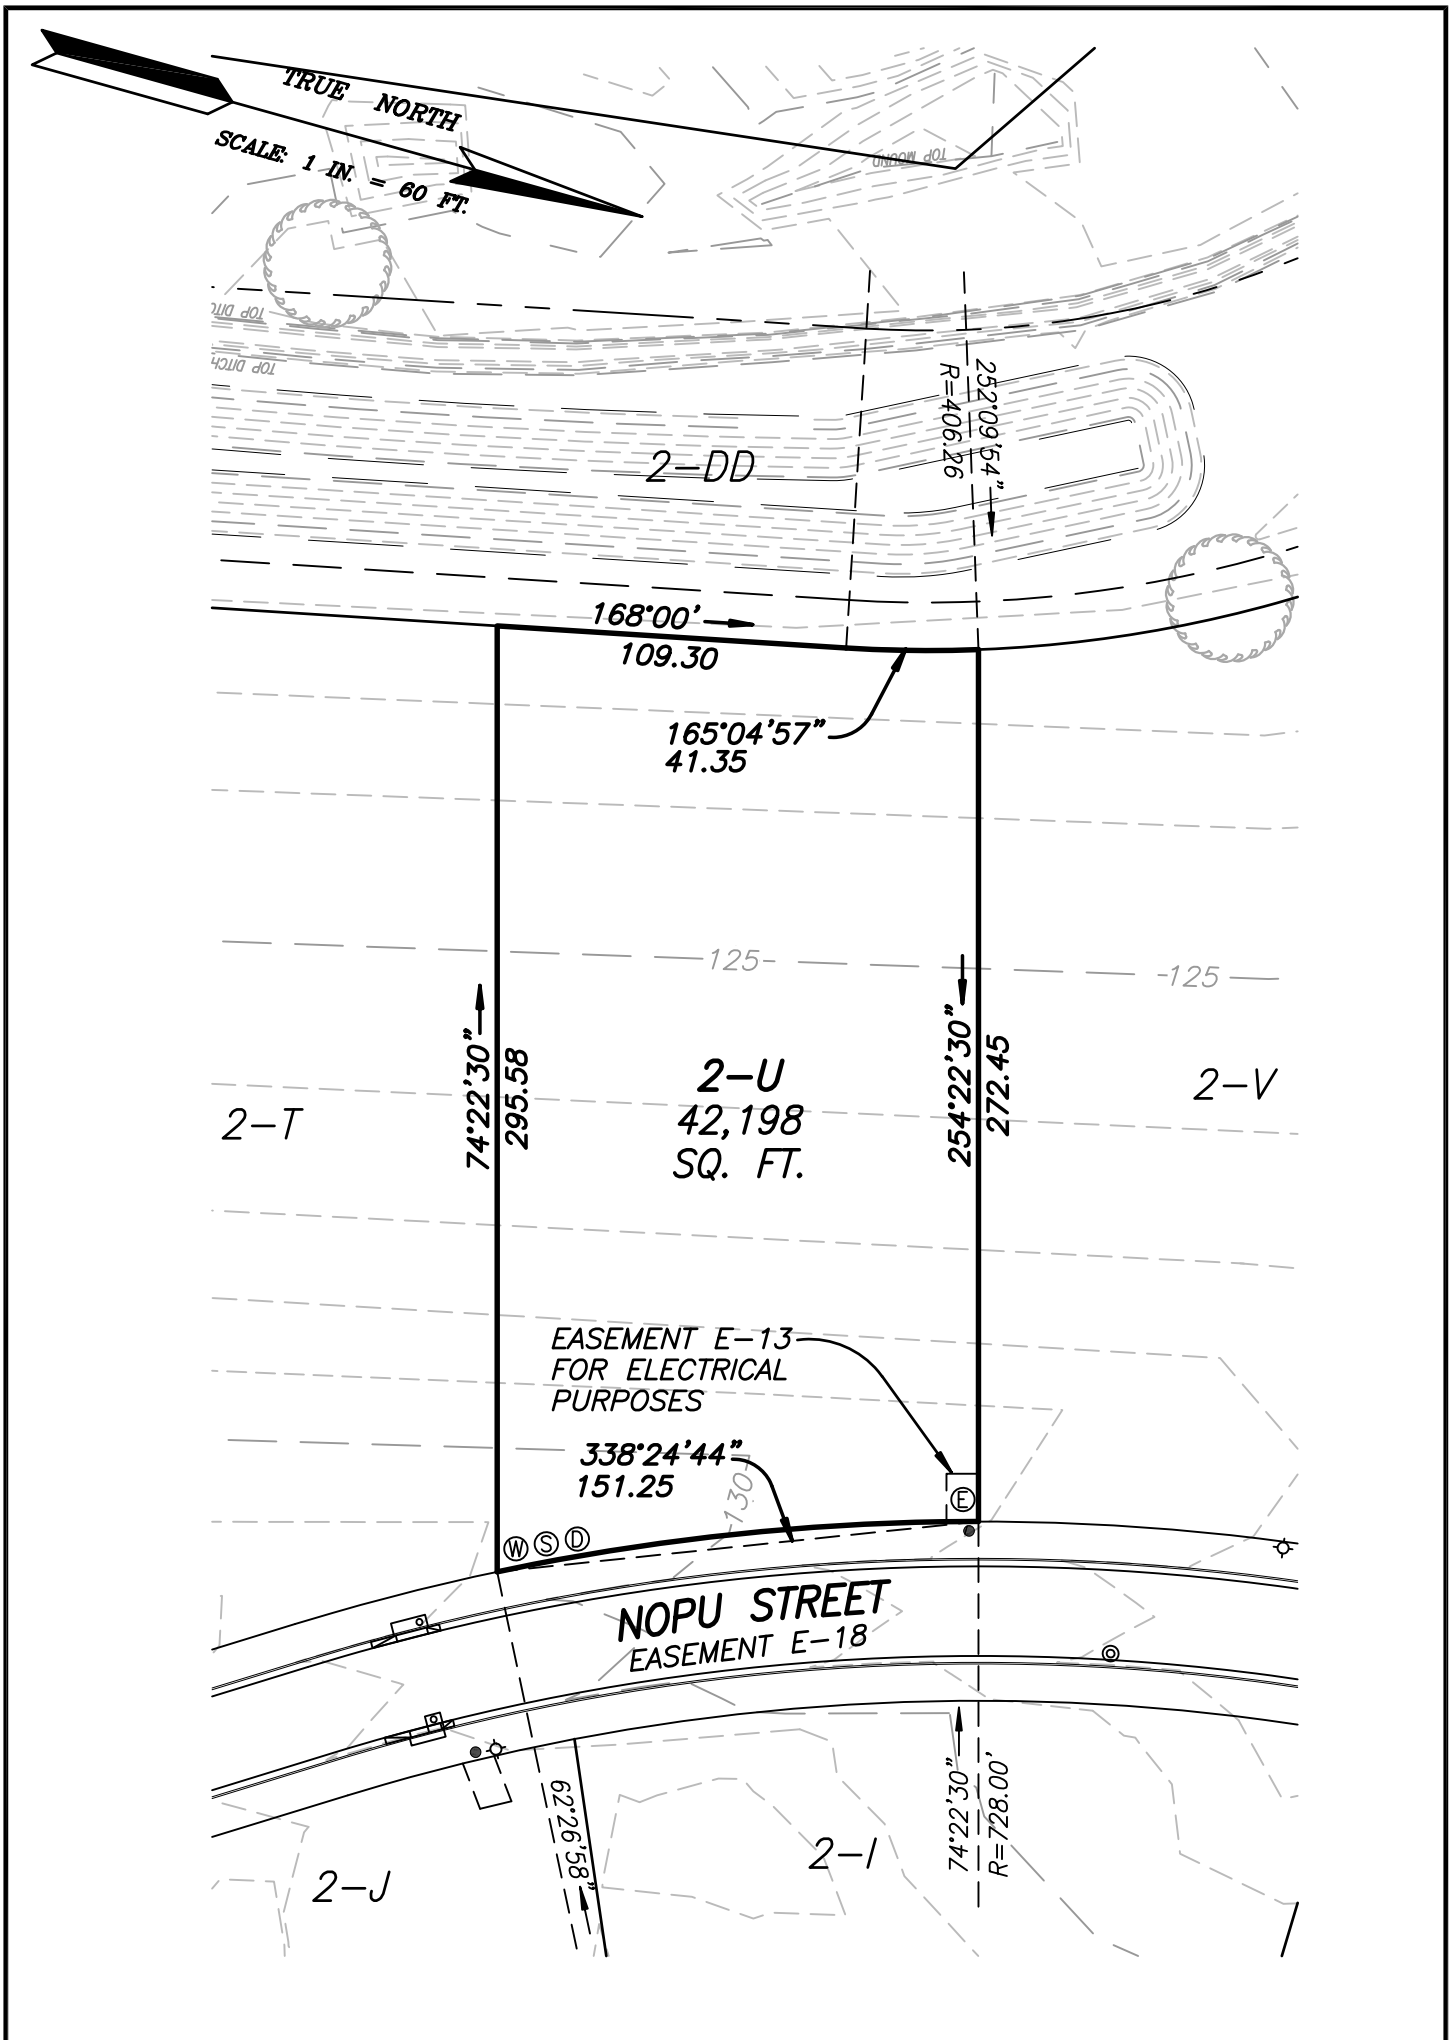 TRUE NORTH
SCALE: 1 IN. = 60 FT.
TOP MOUND
TOP DITC
TOP DITCH
252°09'54"
R=406.26
2-DD
168°00'
109.30
165°04'57"
41.35
125
125
74°22'30"
295.58
2-U
42,198
SQ. FT.
254°22'30"
272.45
2-T
2-V
EASEMENT E-13
FOR ELECTRICAL
PURPOSES
338°24'44"
151.25
130
E
W S D
NOPU STREET
EASEMENT E-18
62°26'58"
74°22'30"
R=728.00'
2-J
2-I